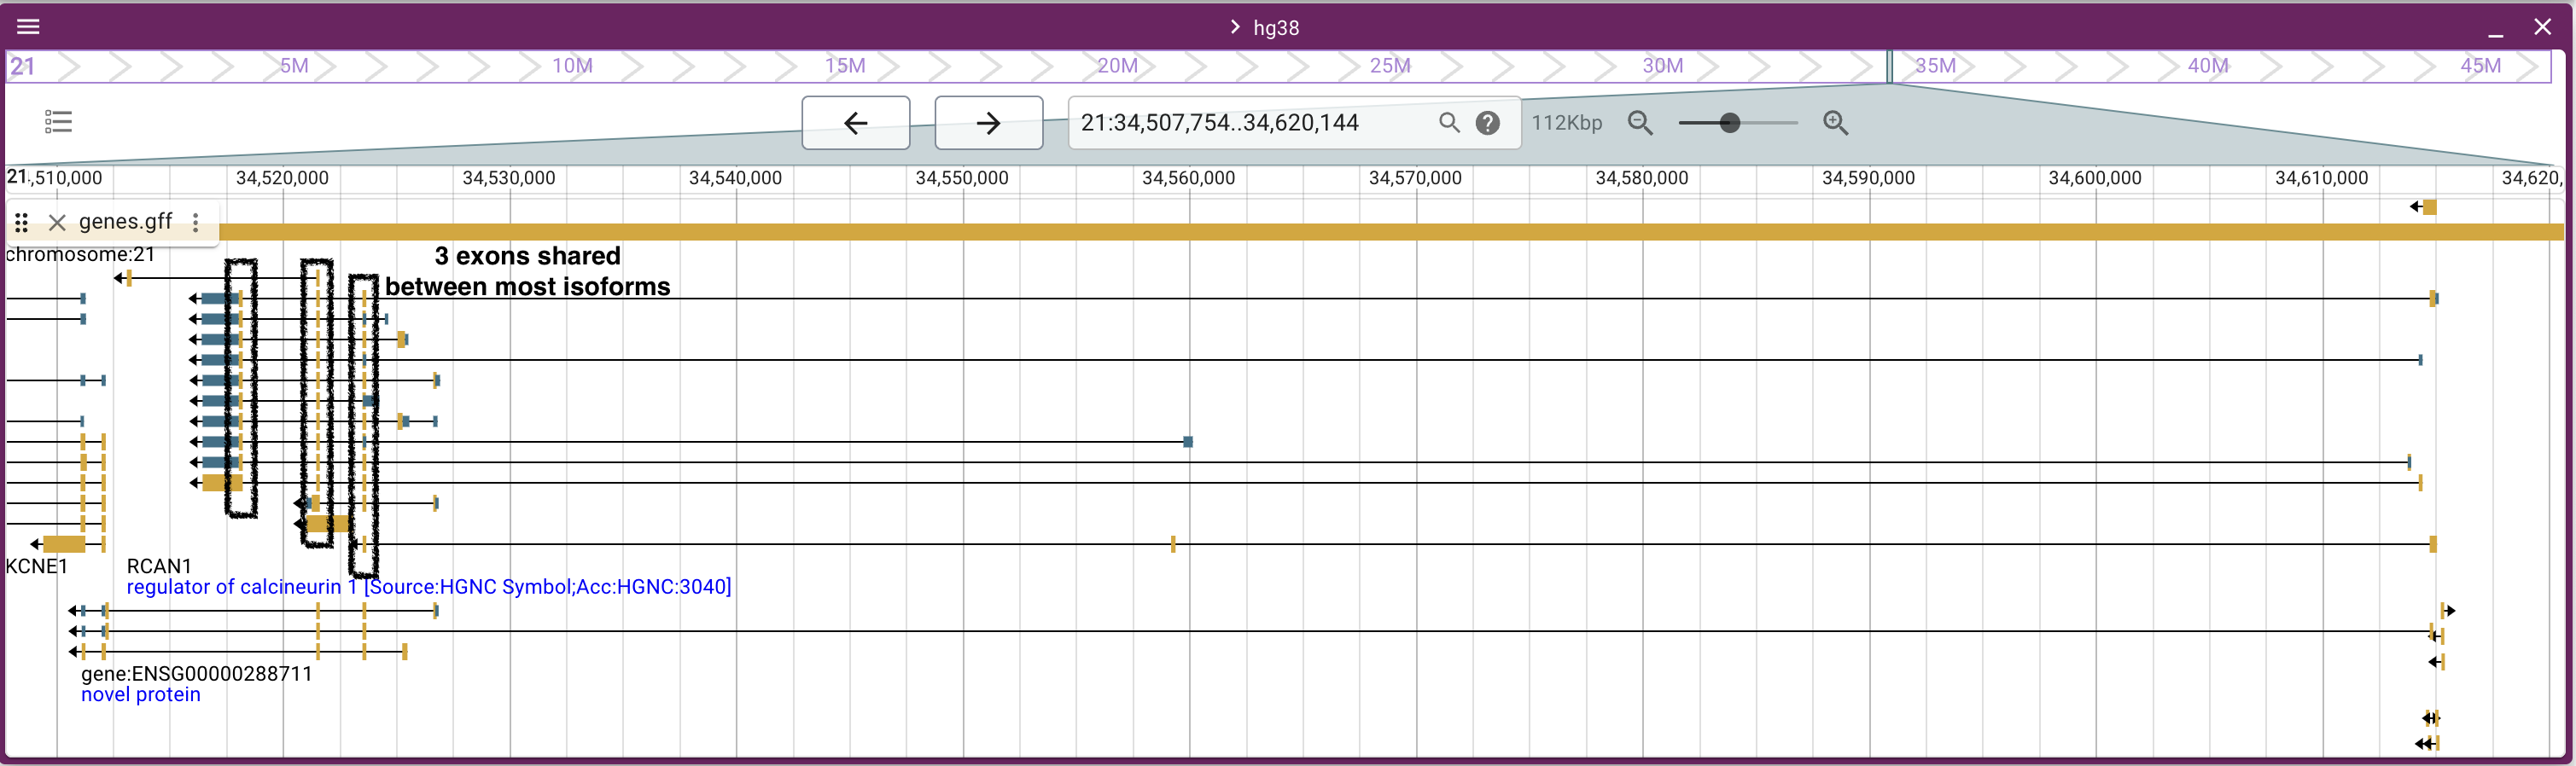 hg38
21 5M 10M 15M 20M 25M 30M 35M 40M 45M
21:34,507,754..34,620,144 112Kbp
21 ,510,000 34,520,000 34,530,000 34,540,000 34,550,000 34,560,000 34,570,000 34,580,000 34,590,000 34,600,000 34,610,000 34,620,
genes.gff
chromosome:21
3 exons shared
between most isoforms
KCNE1 RCAN1
regulator of calcineurin 1 [Source:HGNC Symbol;Acc:HGNC:3040]
gene:ENSG00000288711
novel protein